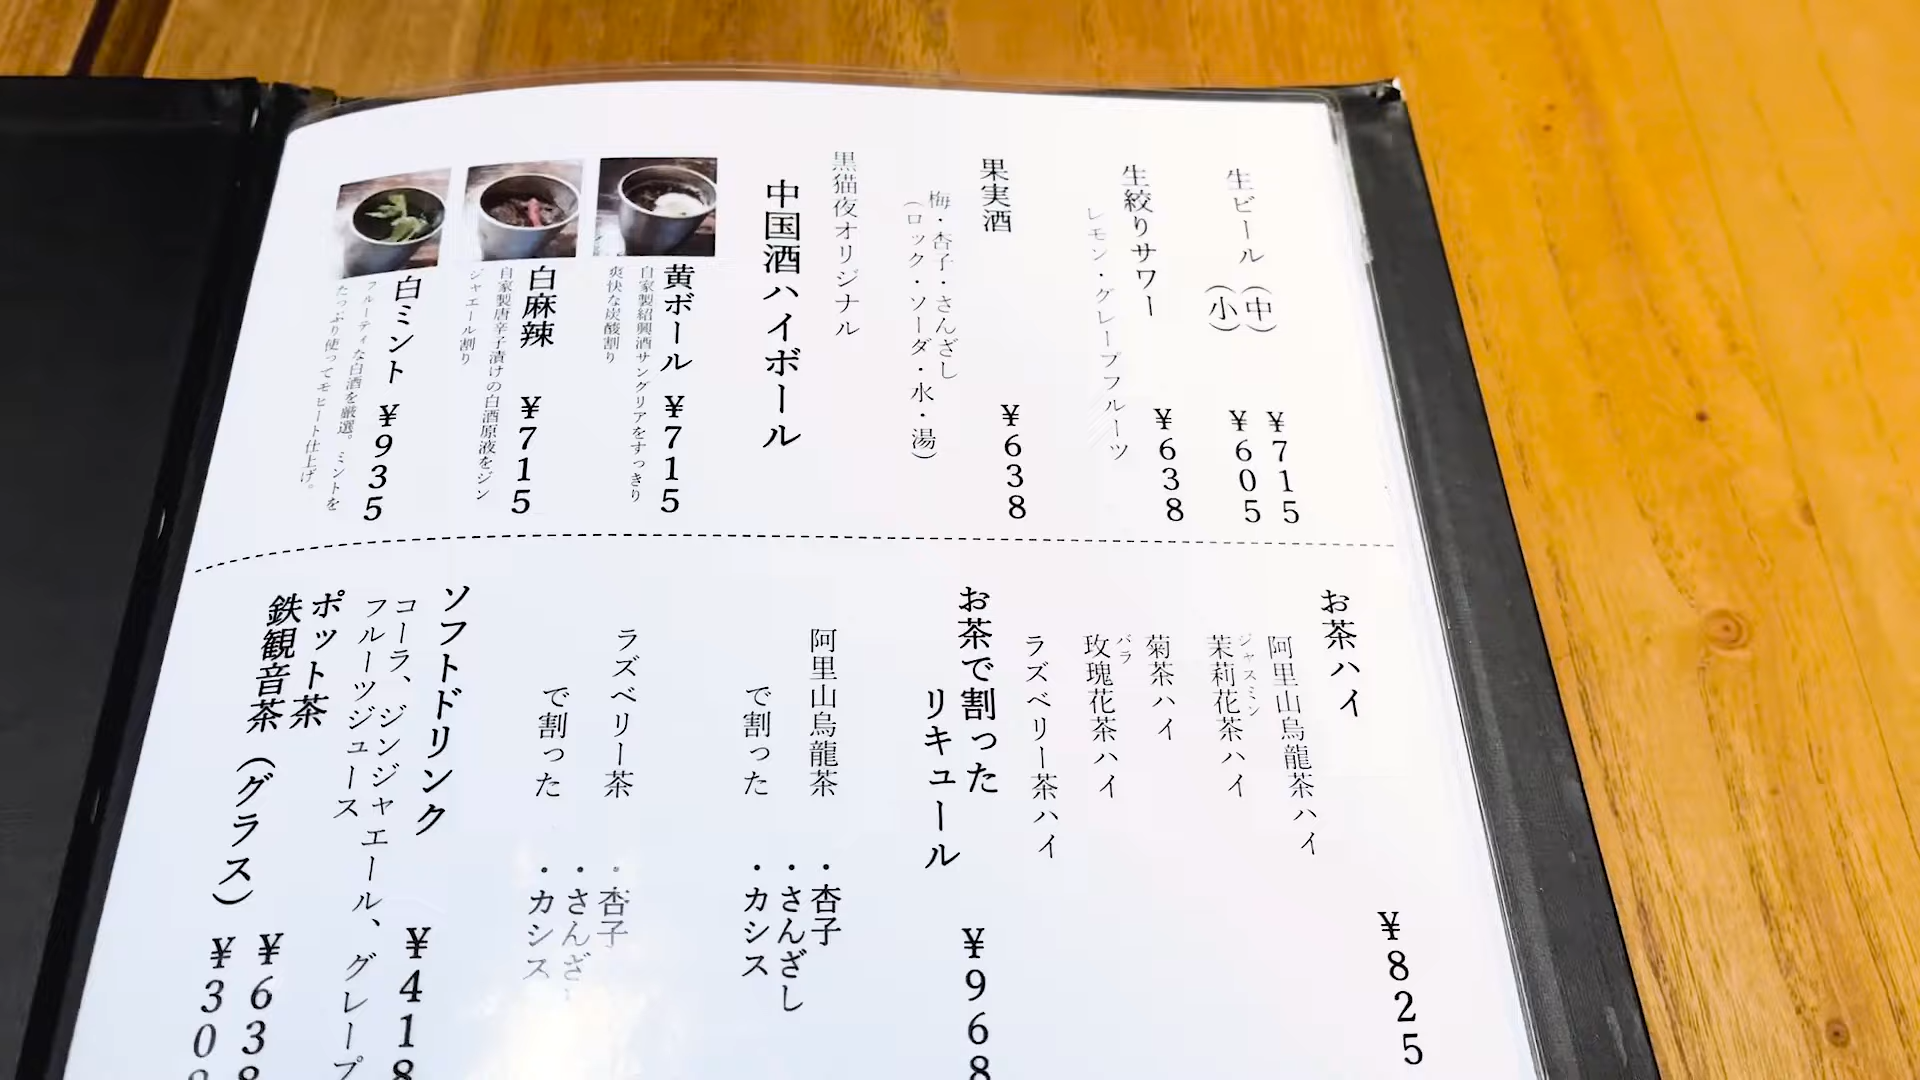 生ビール（中） ¥715
（小） ¥605
生絞りサワー ¥638
レモン・グレープフルーツ
果実酒 ¥638
梅・杏子・さんざし
（ロック・ソーダ・水・湯）
黒猫夜オリジナル
中国酒ハイボール
黄ボール ¥715
自家製紹興酒サングリアをすっきり
爽快な炭酸割り
白麻辣 ¥715
自家製唐辛子漬けの白酒原液をジン
ジャエール割り
白ミント ¥935
フルーティな白酒を厳選。ミントを
たっぷり使ってモヒート仕上げ。
お茶ハイ ¥825
阿里山烏龍茶ハイ
ジャスミン
茉莉花茶ハイ
菊茶ハイ
バラ
玫瑰花茶ハイ
ラズベリー茶ハイ
お茶で割った
リキュール ¥968
阿里山烏龍茶 ・杏子
・さんざし
で割った ・カシス
ラズベリー茶 ・杏子
・さんざ
で割った ・カシス
ソフトドリンク ¥418
コーラ、ジンジャエール、グレープ
フルーツジュース
ポット茶 ¥638
鉄観音茶（グラス） ¥308